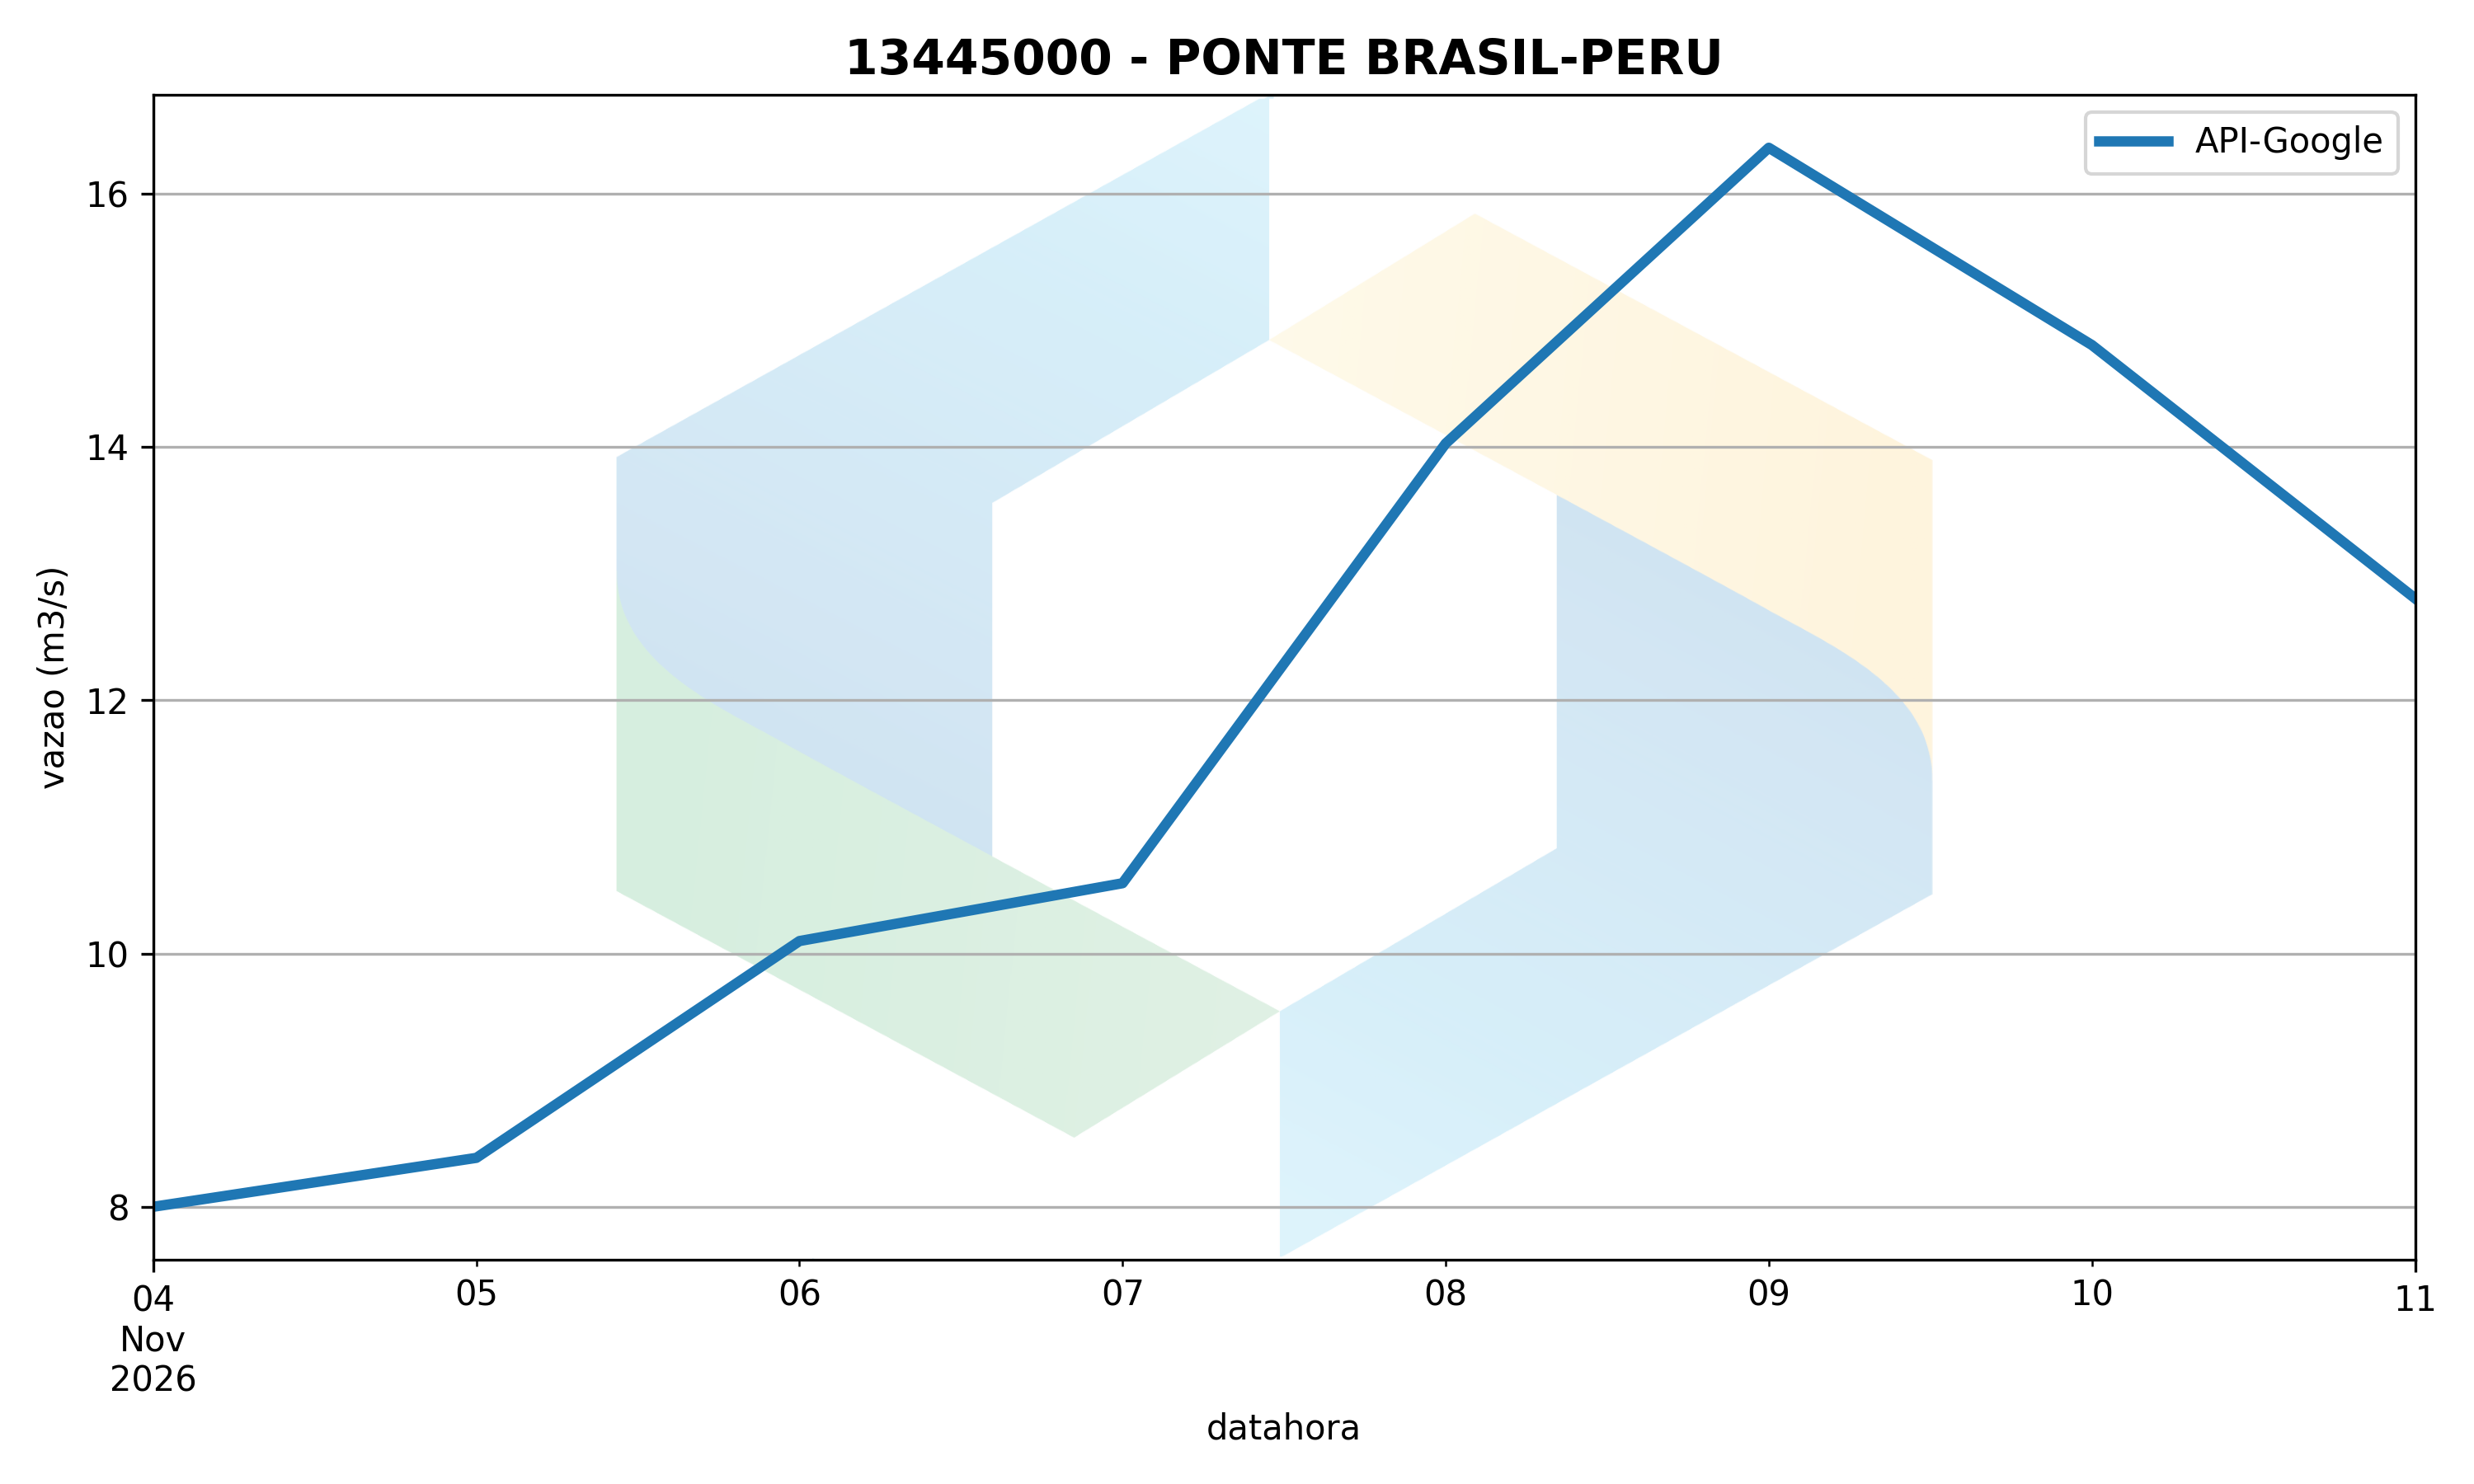 13445000 - PONTE BRASIL-PERU
API-Google
16
14
12
10
8
vazao (m3/s)
04 05 06 07 08 09 10 11
Nov
2026
datahora